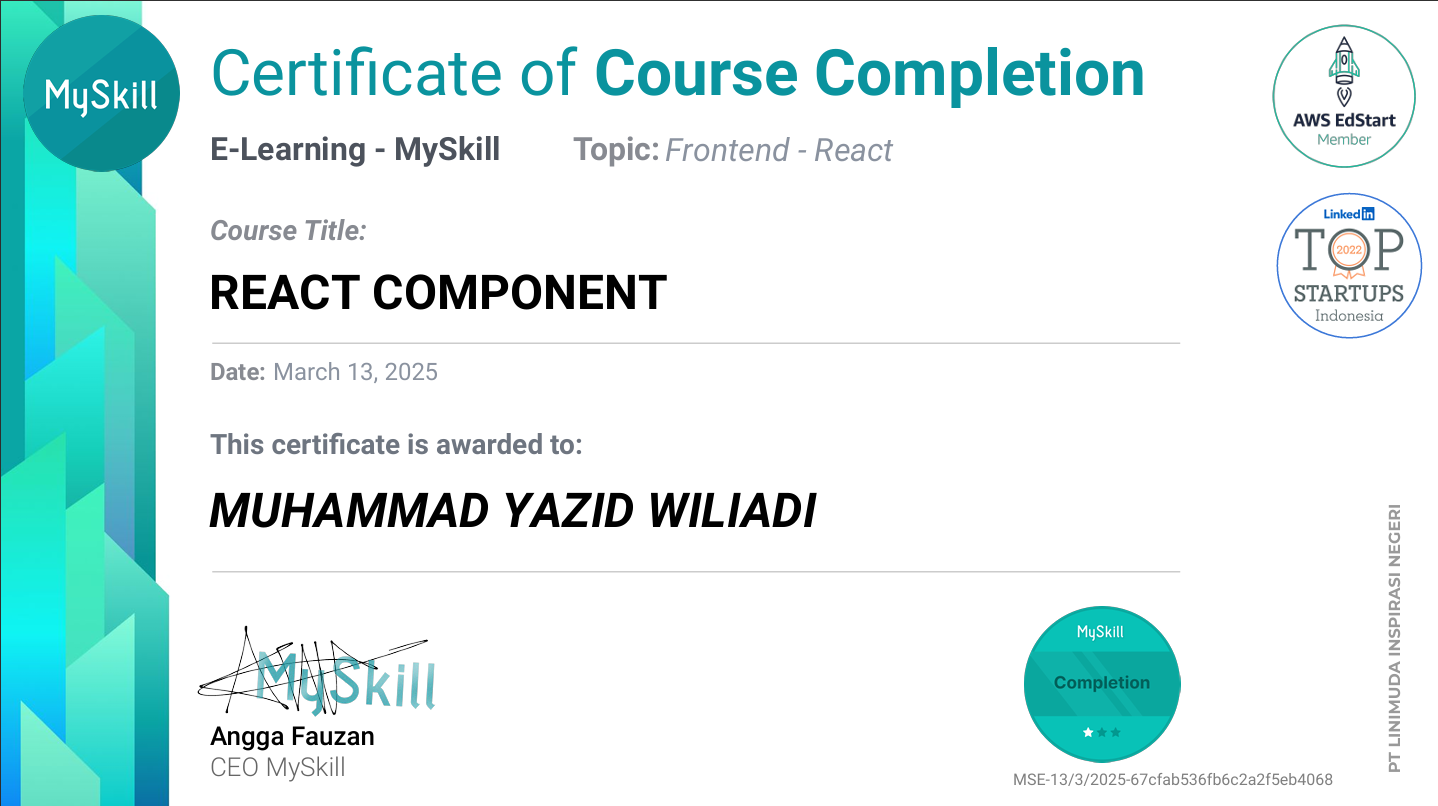 MySkill
Certificate of Course Completion
E-Learning - MySkill
Topic: Frontend - React
AWS EdStart
Member
LinkedIn
TOP
2022
STARTUPS
Indonesia
Course Title:
REACT COMPONENT
Date: March 13, 2025
This certificate is awarded to:
MUHAMMAD YAZID WILIADI
MySkill
Angga Fauzan
CEO MySkill
MySkill
Completion
MSE-13/3/2025-67cfab536fb6c2a2f5eb4068
PT LINIMUDA INSPIRASI NEGERI